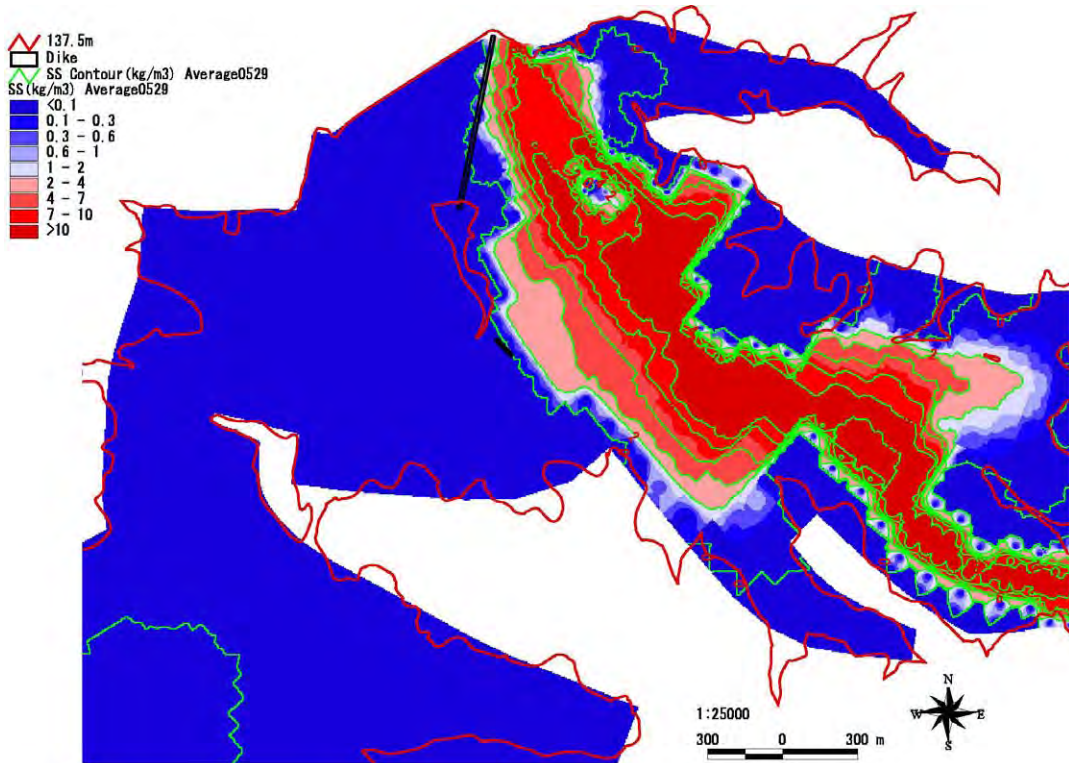 137.5m
Dike
SS Contour(kg/m3) Average0529
SS(kg/m3) Average0529
<0.1
0.1 - 0.3
0.3 - 0.6
0.6 - 1
1 - 2
2 - 4
4 - 7
7 - 10
>10
N
W E
S
1:25000
300 0 300 m